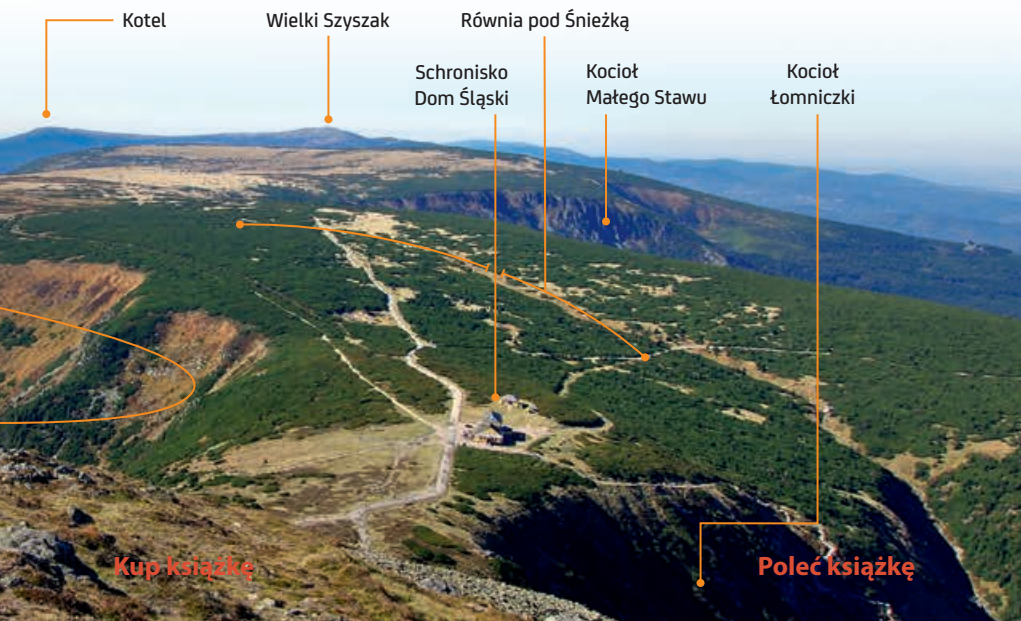 Kotel
Wielki Szyszak
Równia pod Śnieżką
Schronisko
Dom Śląski
Kocioł
Małego Stawu
Kocioł
Łomniczki
Kup książkę
Poleć książkę